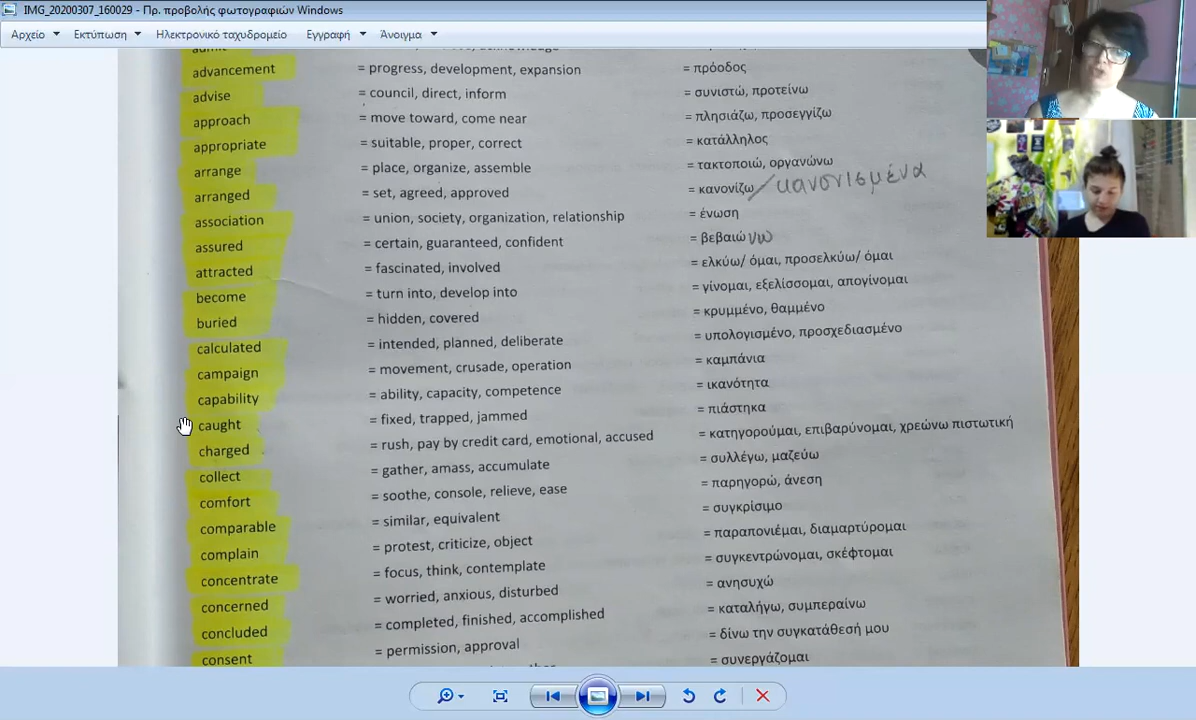 IMG_20200307_160029 - Πρ. προβολής φωτογραφιών Windows
Αρχείο Εκτύπωση Ηλεκτρονικό ταχυδρομείο Εγγραφή Άνοιγμα
admit acknowledge
advancement = progress, development, expansion = πρόοδος
advise = council, direct, inform = συνιστώ, προτείνω
approach = move toward, come near = πλησιάζω, προσεγγίζω
appropriate = suitable, proper, correct = κατάλληλος
arrange = place, organize, assemble = τακτοποιώ, οργανώνω
arranged = set, agreed, approved = κανονίζω / κανονισμένα
association = union, society, organization, relationship = ένωση
assured = certain, guaranteed, confident = βεβαιώνω
attracted = fascinated, involved = ελκύω/ όμαι, προσελκύω/ όμαι
become = turn into, develop into = γίνομαι, εξελίσσομαι, απογίνομαι
buried = hidden, covered = κρυμμένο, θαμμένο
calculated = intended, planned, deliberate = υπολογισμένο, προσχεδιασμένο
campaign = movement, crusade, operation = καμπάνια
capability = ability, capacity, competence = ικανότητα
caught = fixed, trapped, jammed = πιάστηκα
charged = rush, pay by credit card, emotional, accused = κατηγορούμαι, επιβαρύνομαι, χρεώνω πιστωτική
collect = gather, amass, accumulate = συλλέγω, μαζεύω
comfort = soothe, console, relieve, ease = παρηγορώ, άνεση
comparable = similar, equivalent = συγκρίσιμο
complain = protest, criticize, object = παραπονιέμαι, διαμαρτύρομαι
concentrate = focus, think, contemplate = συγκεντρώνομαι, σκέφτομαι
concerned = worried, anxious, disturbed = ανησυχώ
concluded = completed, finished, accomplished = καταλήγω, συμπεραίνω
consent = permission, approval = δίνω την συγκατάθεσή μου
= συνεργάζομαι